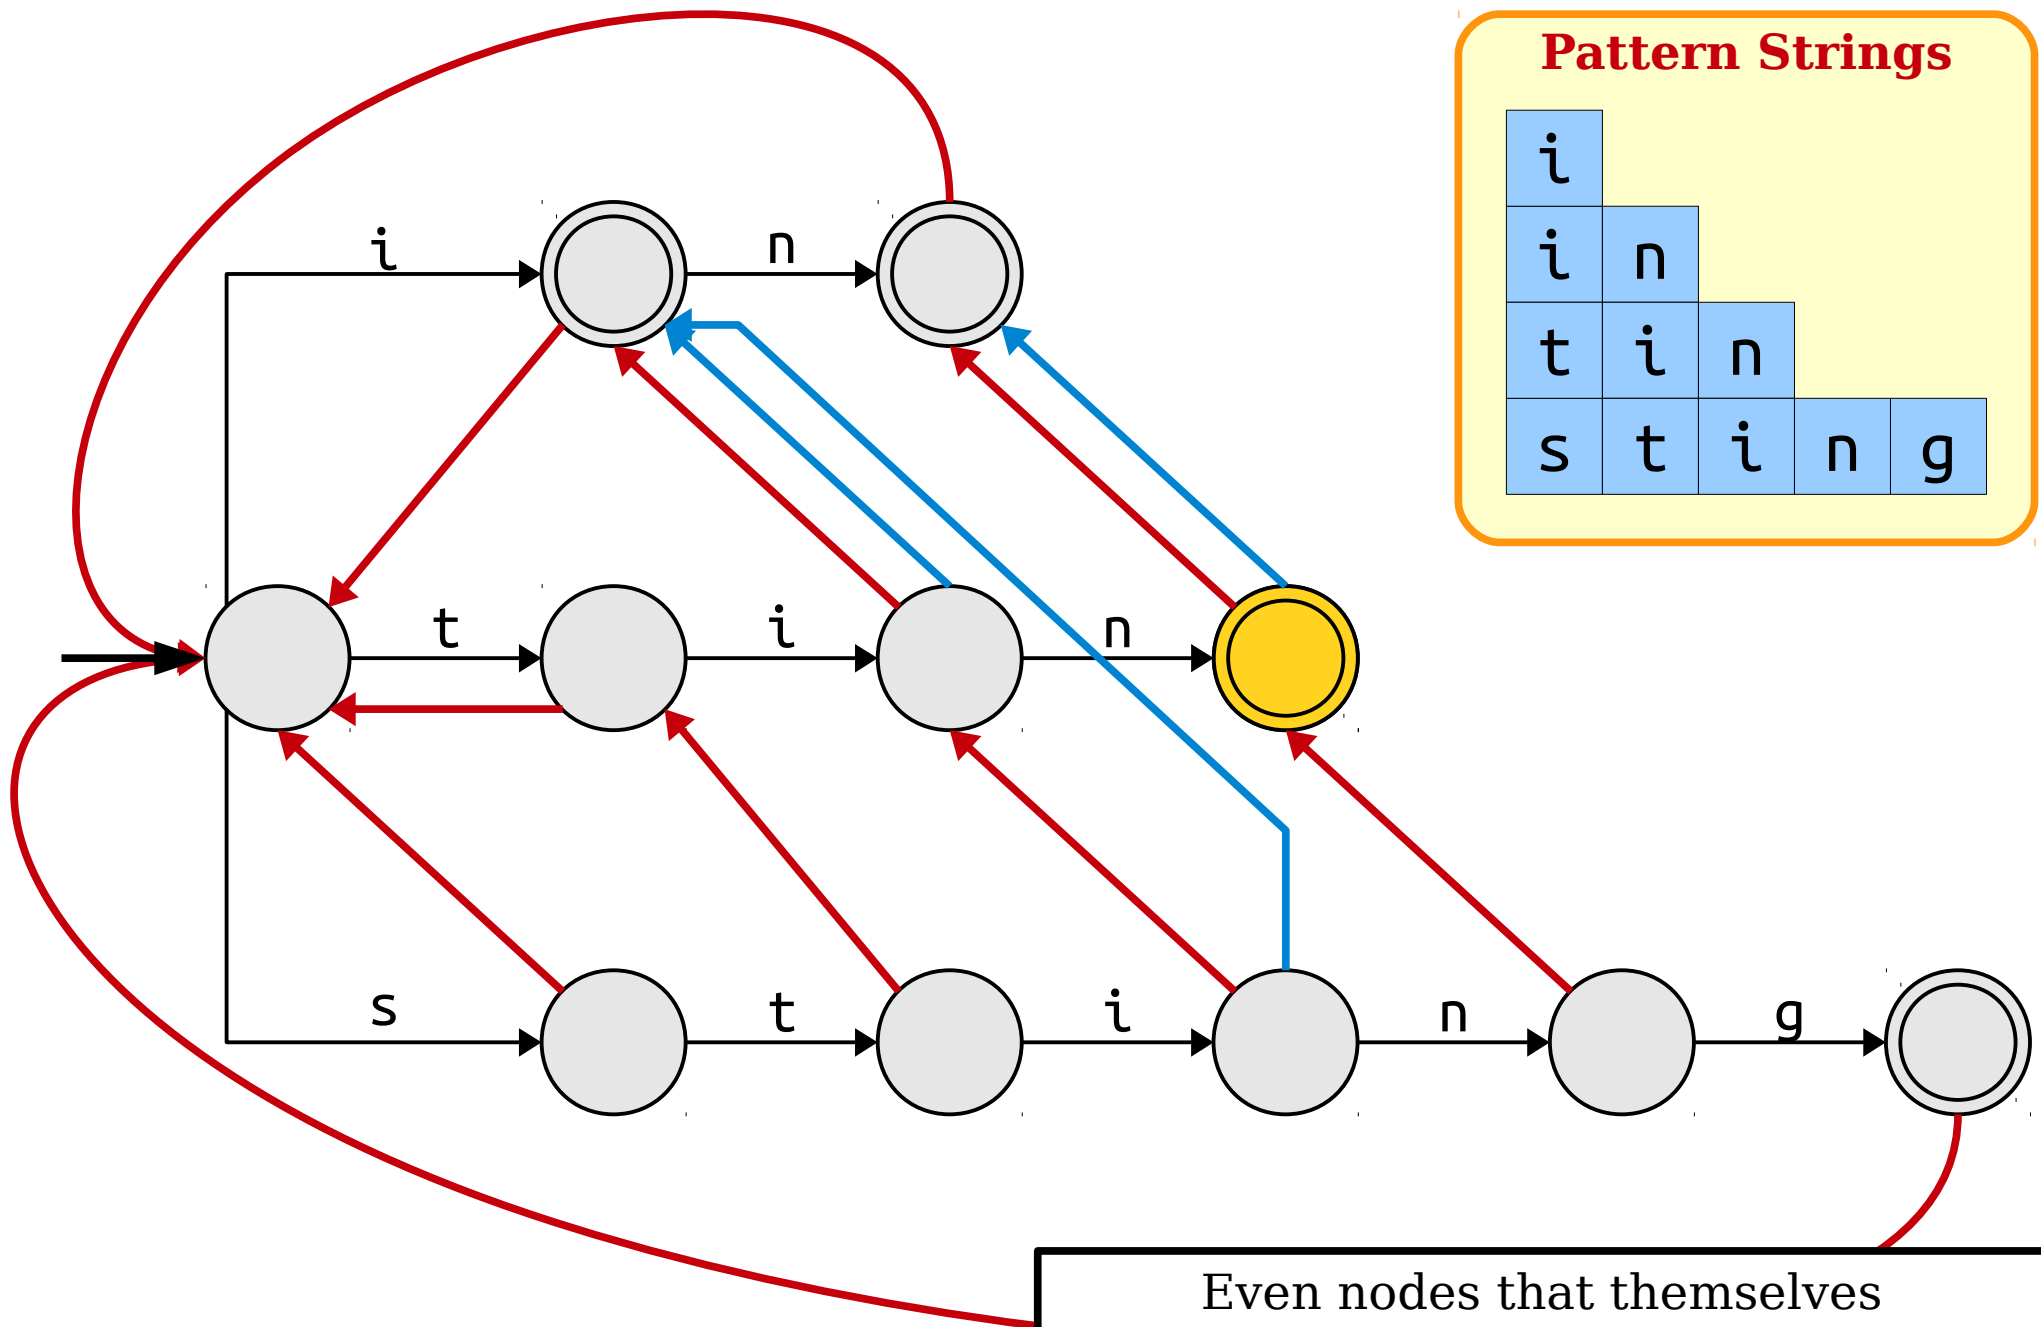 Pattern Strings
i
i n
t i n
s t i n g
i n
t i n
s t i n g
Even nodes that themselves